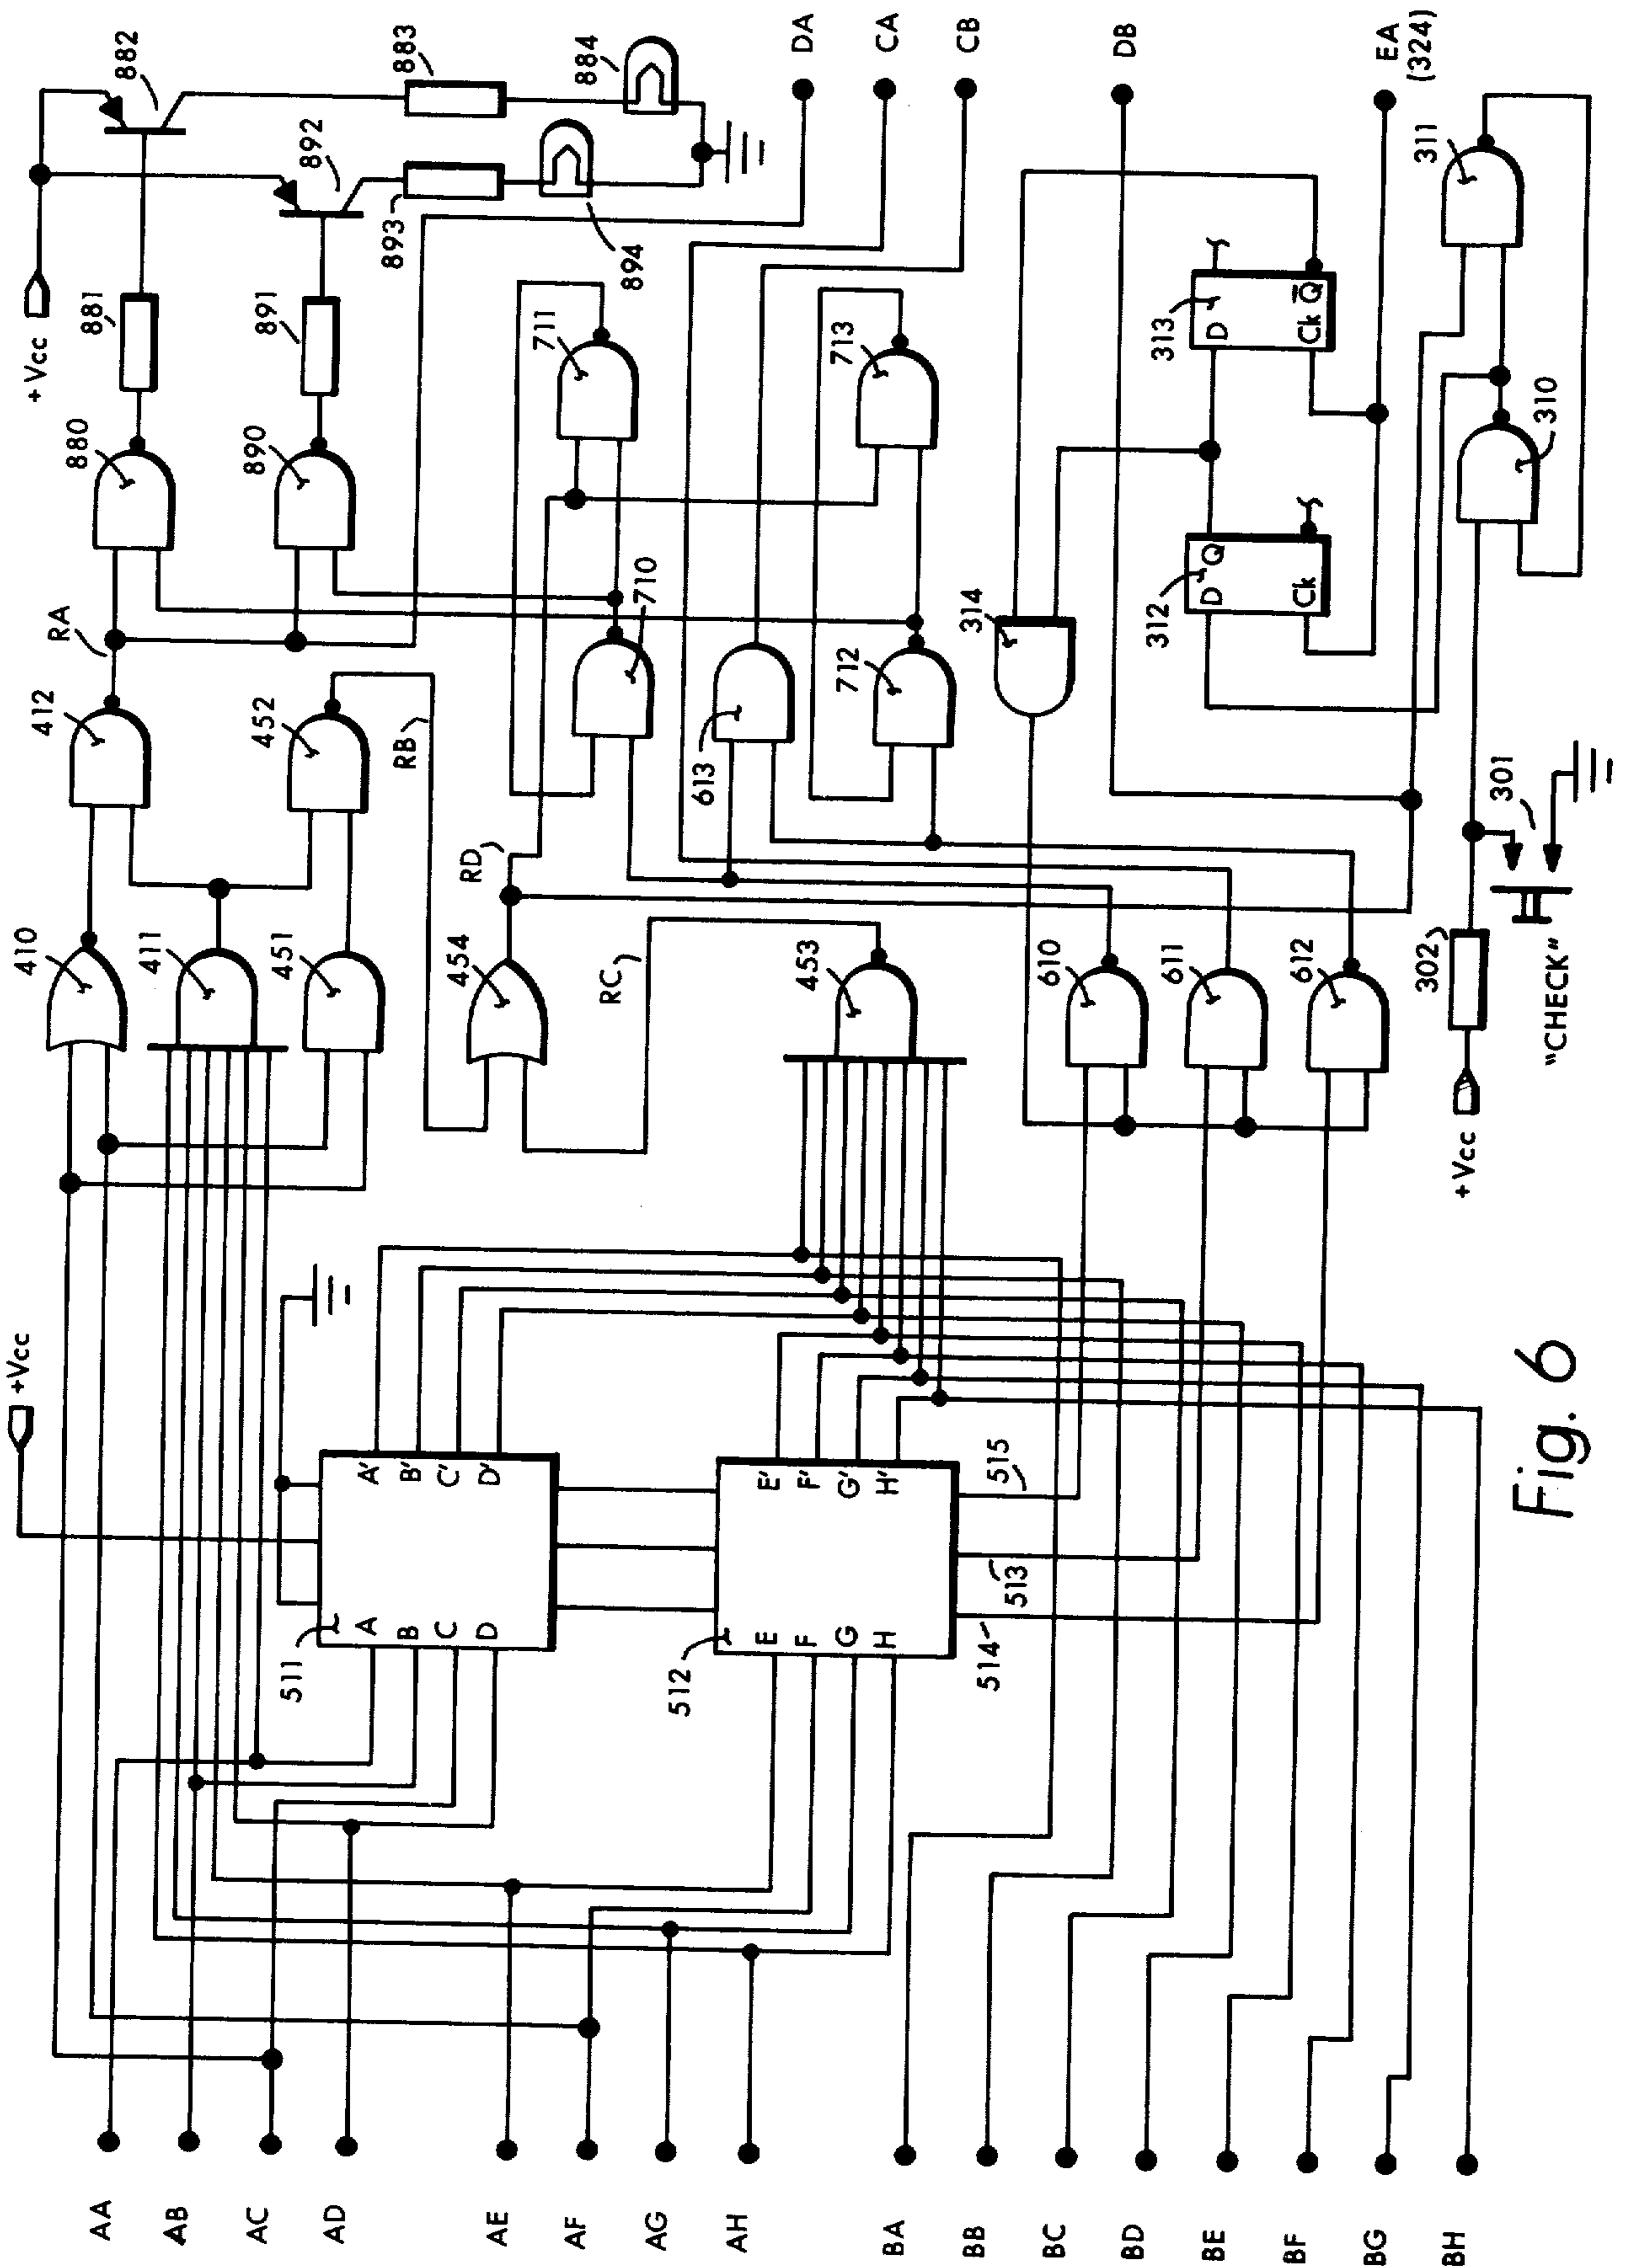 +Vcc
882
883
884
892
893
894
881
891
880
890
RA
412
452
RB
410
411
451
454
RD
RC
453
DA
CA
CB
DB
EA
(324)
711
713
710
712
613
314
313
D
Ck
Q
312
D
Q
Ck
311
310
610
611
612
301
302
"CHECK"
+Vcc
+Vcc
511
A
B
C
D
A'
B'
C'
D'
512
E
F
G
H
E'
F'
G'
H'
515
513
514
AA
AB
AC
AD
AE
AF
AG
AH
BA
BB
BC
BD
BE
BF
BG
BH
Fig. 6